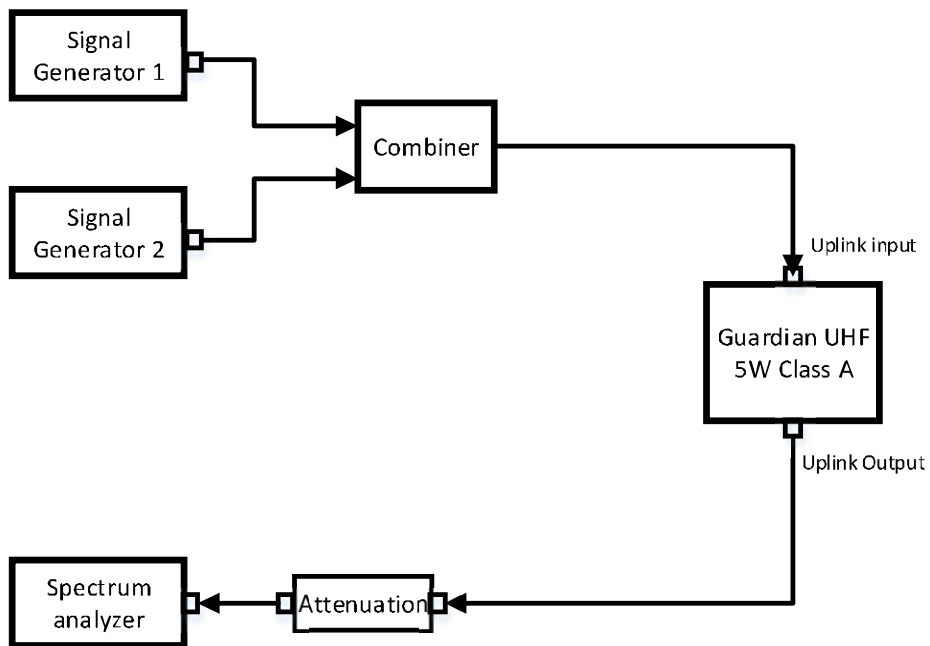 Signal
Generator 1
Combiner
Signal
Generator 2
Uplink input
Guardian UHF
5W Class A
Uplink Output
Spectrum
analyzer
Attenuation